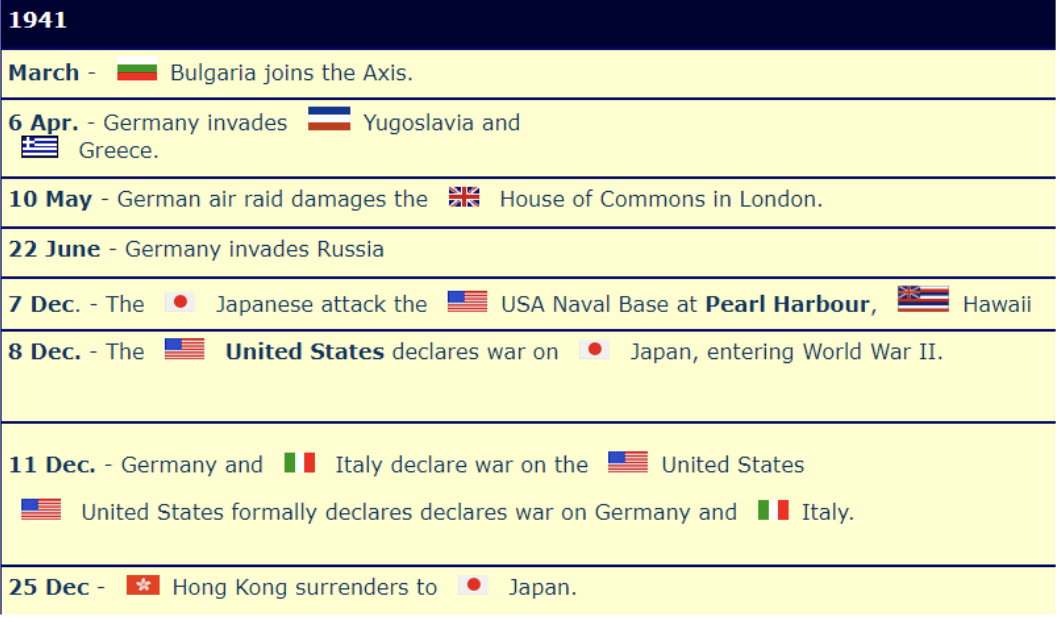 1941
March - Bulgaria joins the Axis.
6 Apr. - Germany invades Yugoslavia and
Greece.
10 May - German air raid damages the House of Commons in London.
22 June - Germany invades Russia
7 Dec. - The Japanese attack the USA Naval Base at Pearl Harbour, Hawaii
8 Dec. - The United States declares war on Japan, entering World War II.
11 Dec. - Germany and Italy declare war on the United States
United States formally declares declares war on Germany and Italy.
25 Dec - Hong Kong surrenders to Japan.